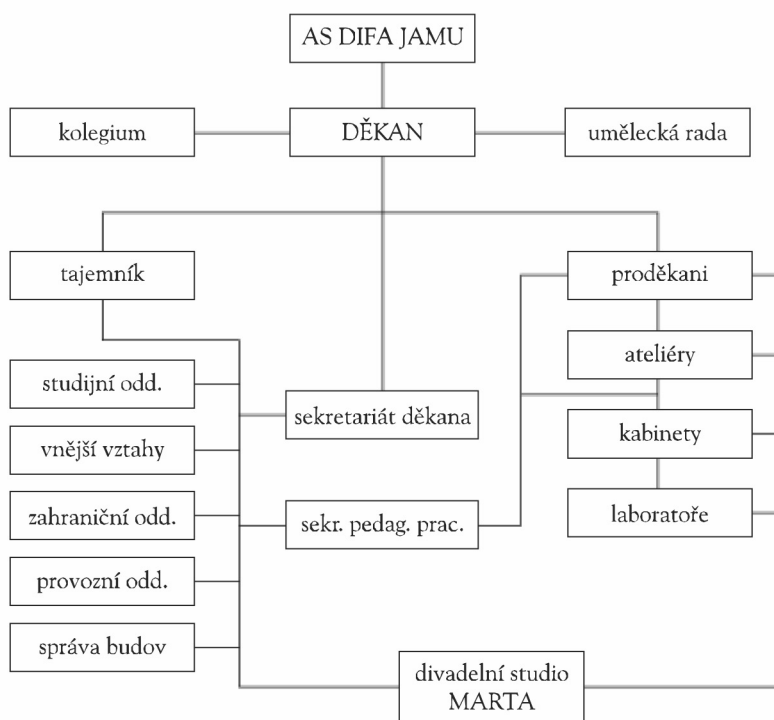 AS DIFA JAMU
kolegium
DĚKAN
umělecká rada
tajemník
proděkani
ateliéry
studijní odd.
sekretariát děkana
kabinety
vnější vztahy
zahraniční odd.
sekr. pedag. prac.
laboratoře
provozní odd.
správa budov
divadelní studio
MARTA